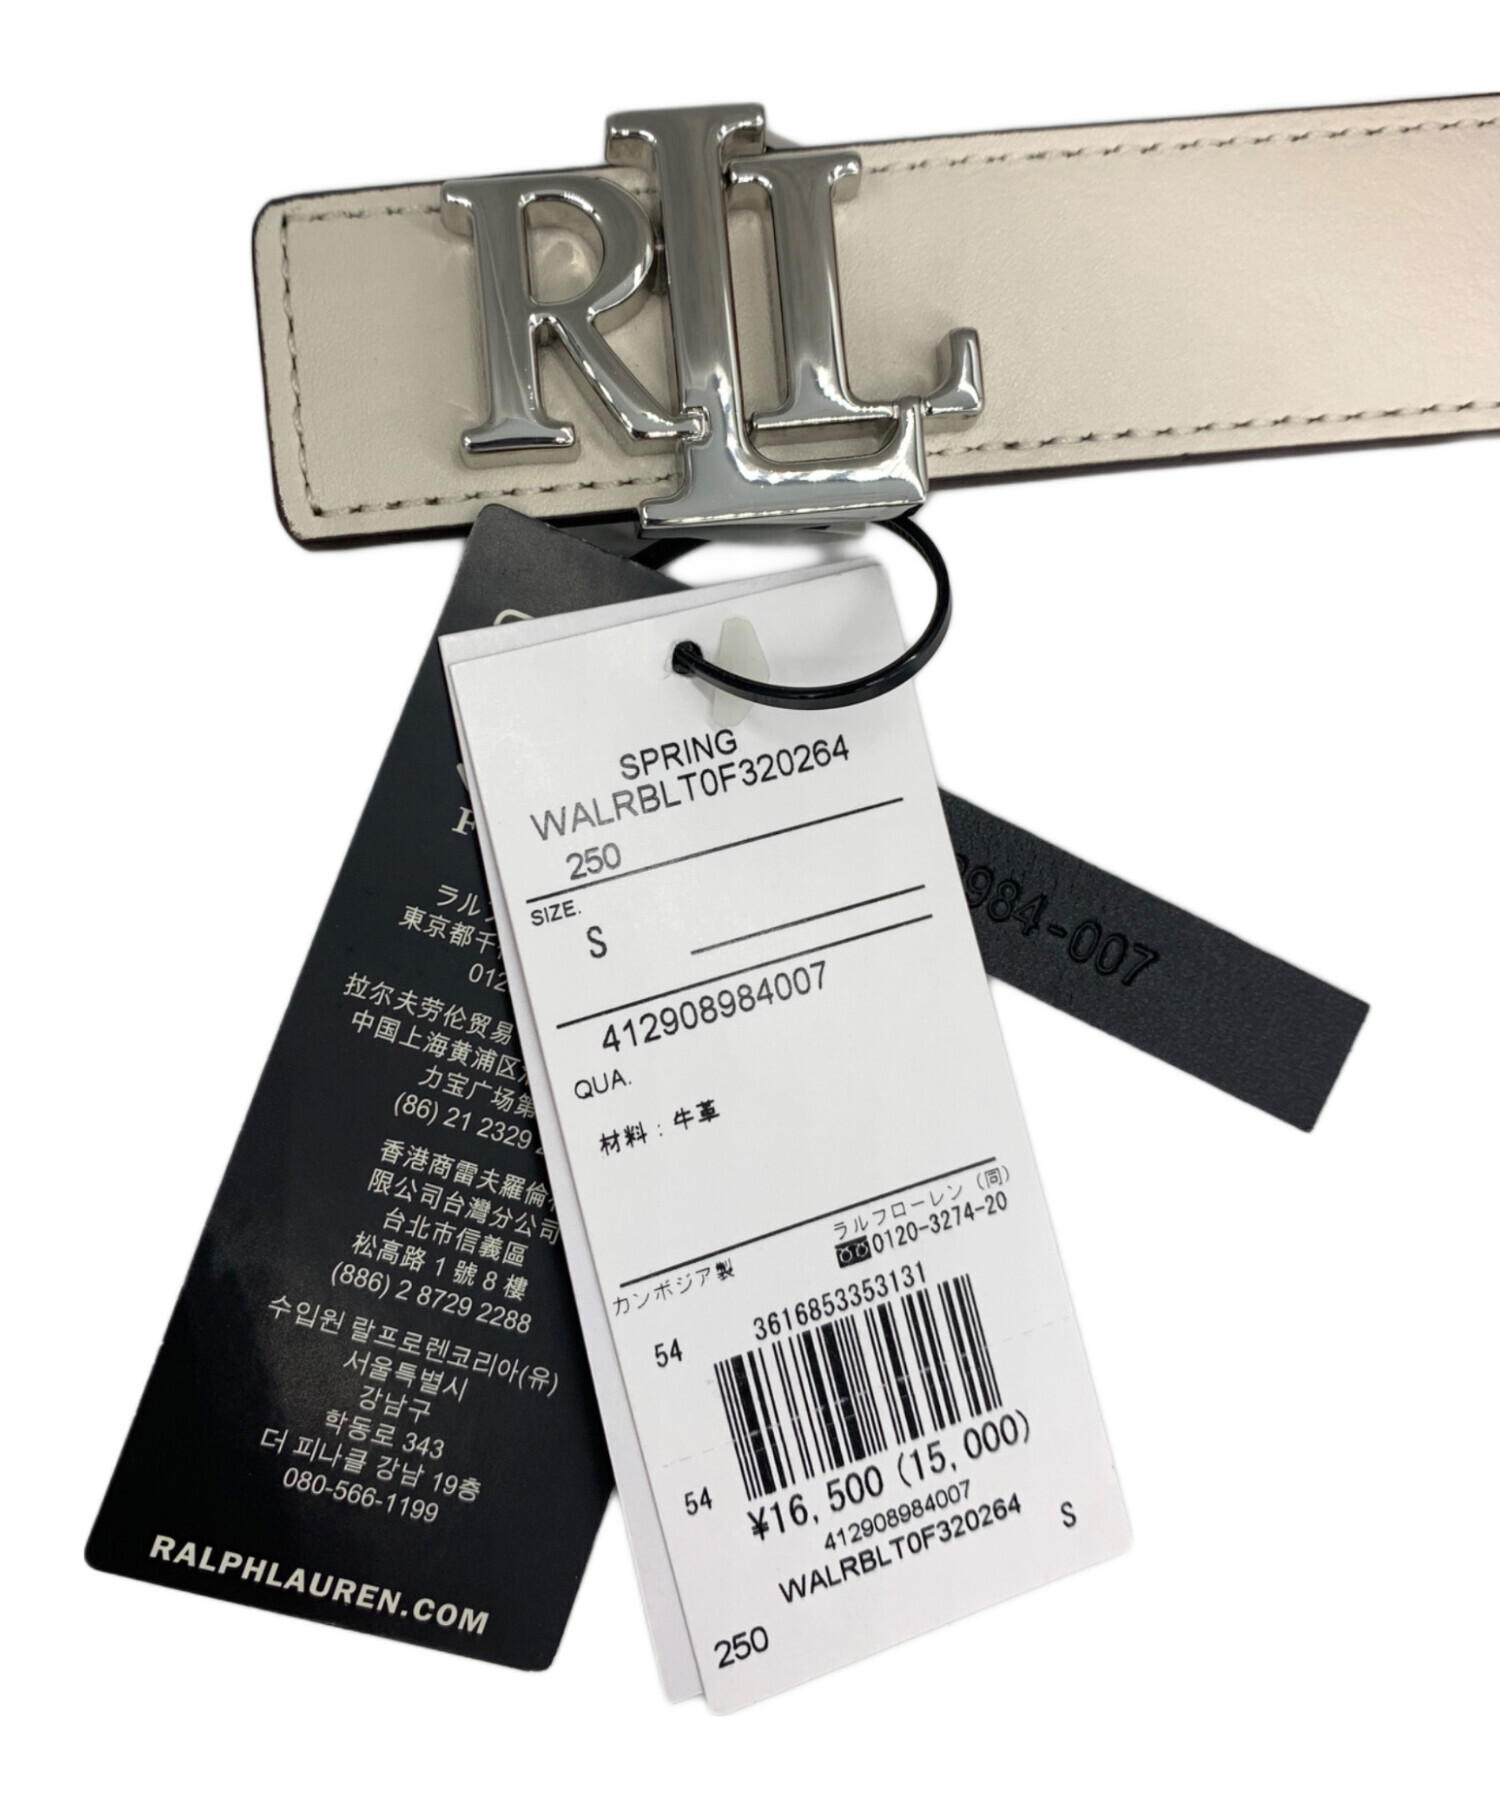 RLL
SPRING
WALRBLT0F320264
250
SIZE.
S
412908984007
QUA.
材料：牛革
ラルフローレン（同）
0120-3274-20
カンボジア製
3616853353131
54
54
¥16,500 (15,000)
412908984007
WALRBLT0F320264
S
250
984-007
ラル
東京都千
012
拉尔夫劳伦贸易
中国上海黄浦区
力宝广场第
(86) 21 2329
香港商雷夫羅倫
限公司台灣分公司
台北市信義區
松高路 1 號 8 樓
(886) 2 8729 2288
수입원 랄프로렌코리아(유)
서울특별시
강남구
학동로 343
더 피나클 강남 19층
080-566-1199
RALPHLAUREN.COM